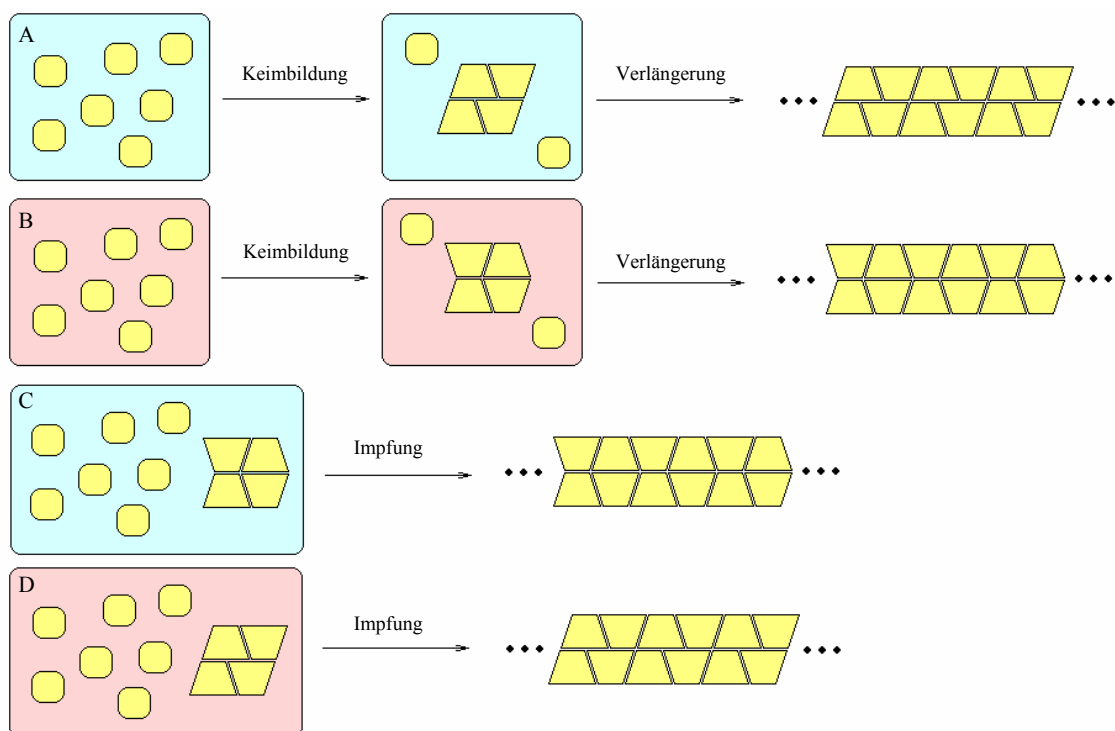 A
Keimbildung
Verlängerung
B
Keimbildung
Verlängerung
C
Impfung
D
Impfung